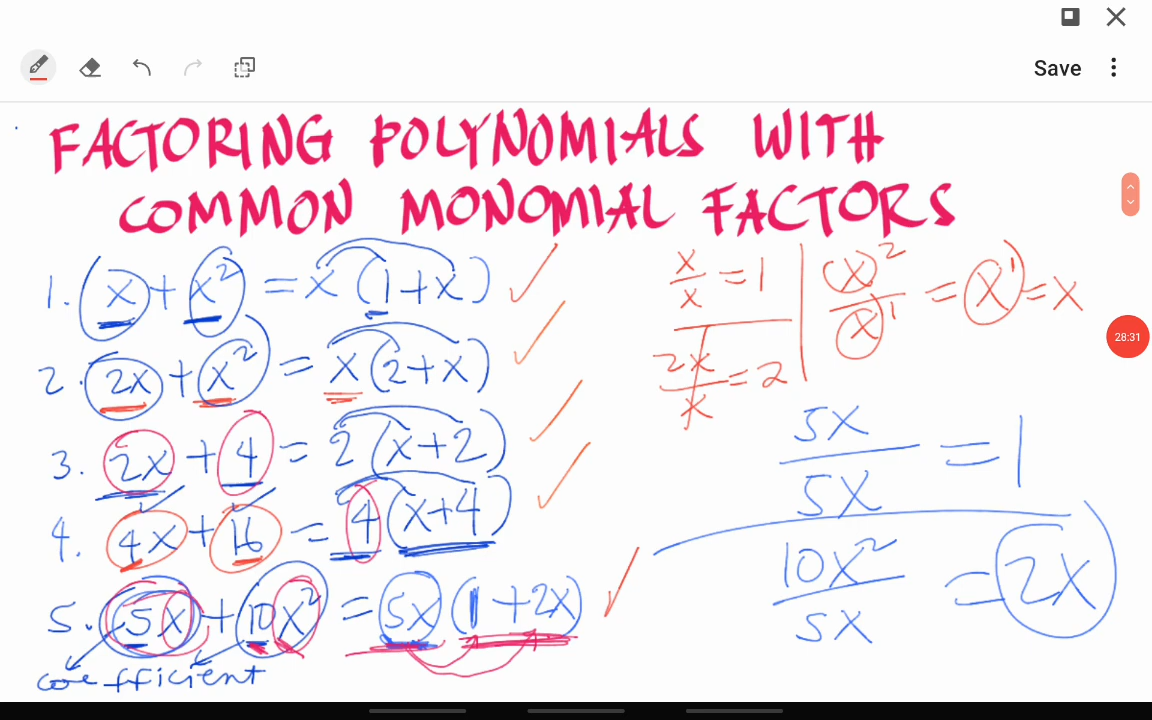 Save
FACTORING POLYNOMIALS WITH
COMMON MONOMIAL FACTORS
1. x + x² = x (1 + x) ✓
2. 2x + x² = x (2 + x) ✓
3. 2x + 4 = 2 (x + 2) ✓
4. 4x + 16 = 4 (x + 4) ✓
5. 5x + 10x² = 5x (1 + 2x) ✓
coefficient
x/x = 1
x²/x¹ = x¹ = x
2x/x = 2
28:31
5x/5x = 1
10x²/5x = 2x